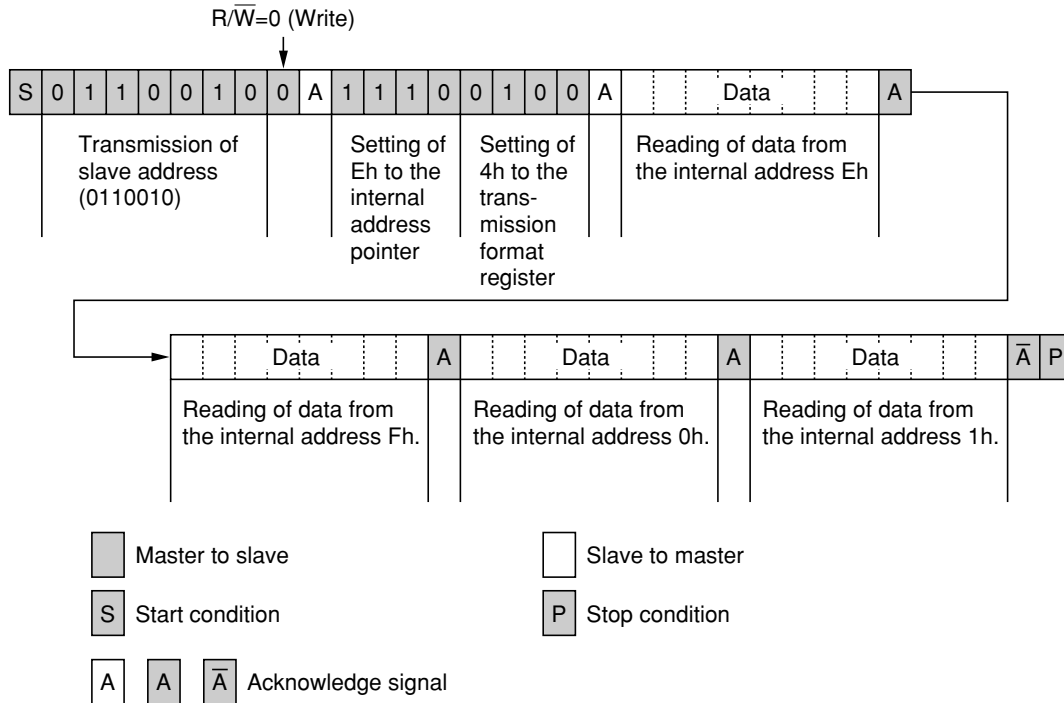 R/W̅=0 (Write)
S 0 1 1 0 0 1 0 0 A 1 1 1 0 0 1 0 0 A Data A
Transmission of
slave address
(0110010)
Setting of
Eh to the
internal
address
pointer
Setting of
4h to the
trans-
mission
format
register
Reading of data from
the internal address Eh
Data A Data A Data A̅ P
Reading of data from
the internal address Fh.
Reading of data from
the internal address 0h.
Reading of data from
the internal address 1h.
Master to slave
Slave to master
S Start condition
P Stop condition
A A A̅ Acknowledge signal